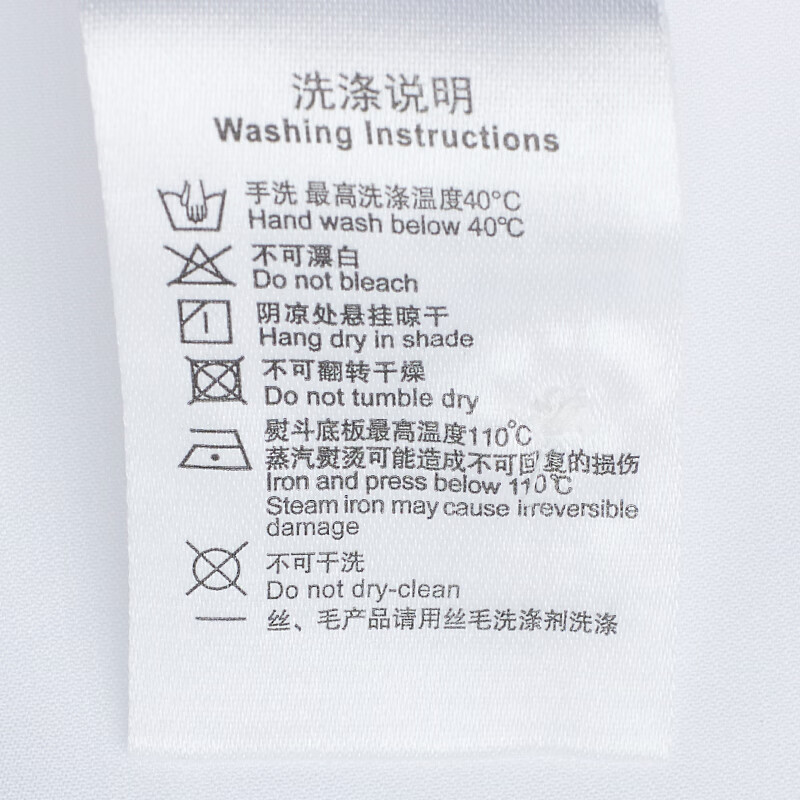 洗涤说明
Washing Instructions
手洗 最高洗涤温度40°C
Hand wash below 40℃
不可漂白
Do not bleach
阴凉处悬挂晾干
Hang dry in shade
不可翻转干燥
Do not tumble dry
熨斗底板最高温度110℃
蒸汽熨烫可能造成不可回复的损伤
Iron and press below 110℃
Steam iron may cause irreversible
damage
不可干洗
Do not dry-clean
丝、毛产品请用丝毛洗涤剂洗涤